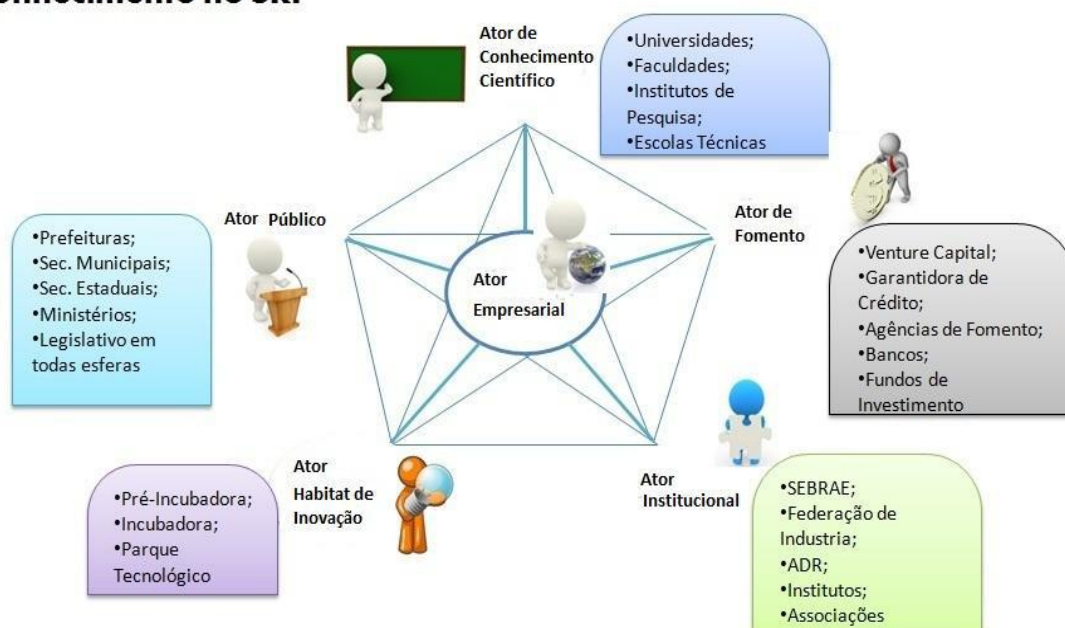 Ator de
Conhecimento
Científico
•Universidades;
•Faculdades;
•Institutos de
Pesquisa;
•Escolas Técnicas
Ator Público
•Prefeituras;
•Sec. Municipais;
•Sec. Estaduais;
•Ministérios;
•Legislativo em
todas esferas
Ator de
Fomento
•Venture Capital;
•Garantidora de
Crédito;
•Agências de Fomento;
•Bancos;
•Fundos de
Investimento
Ator
Empresarial
Ator
Habitat de
Inovação
•Pré-Incubadora;
•Incubadora;
•Parque
Tecnológico
Ator
Institucional
•SEBRAE;
•Federação de
Industria;
•ADR;
•Institutos;
•Associações